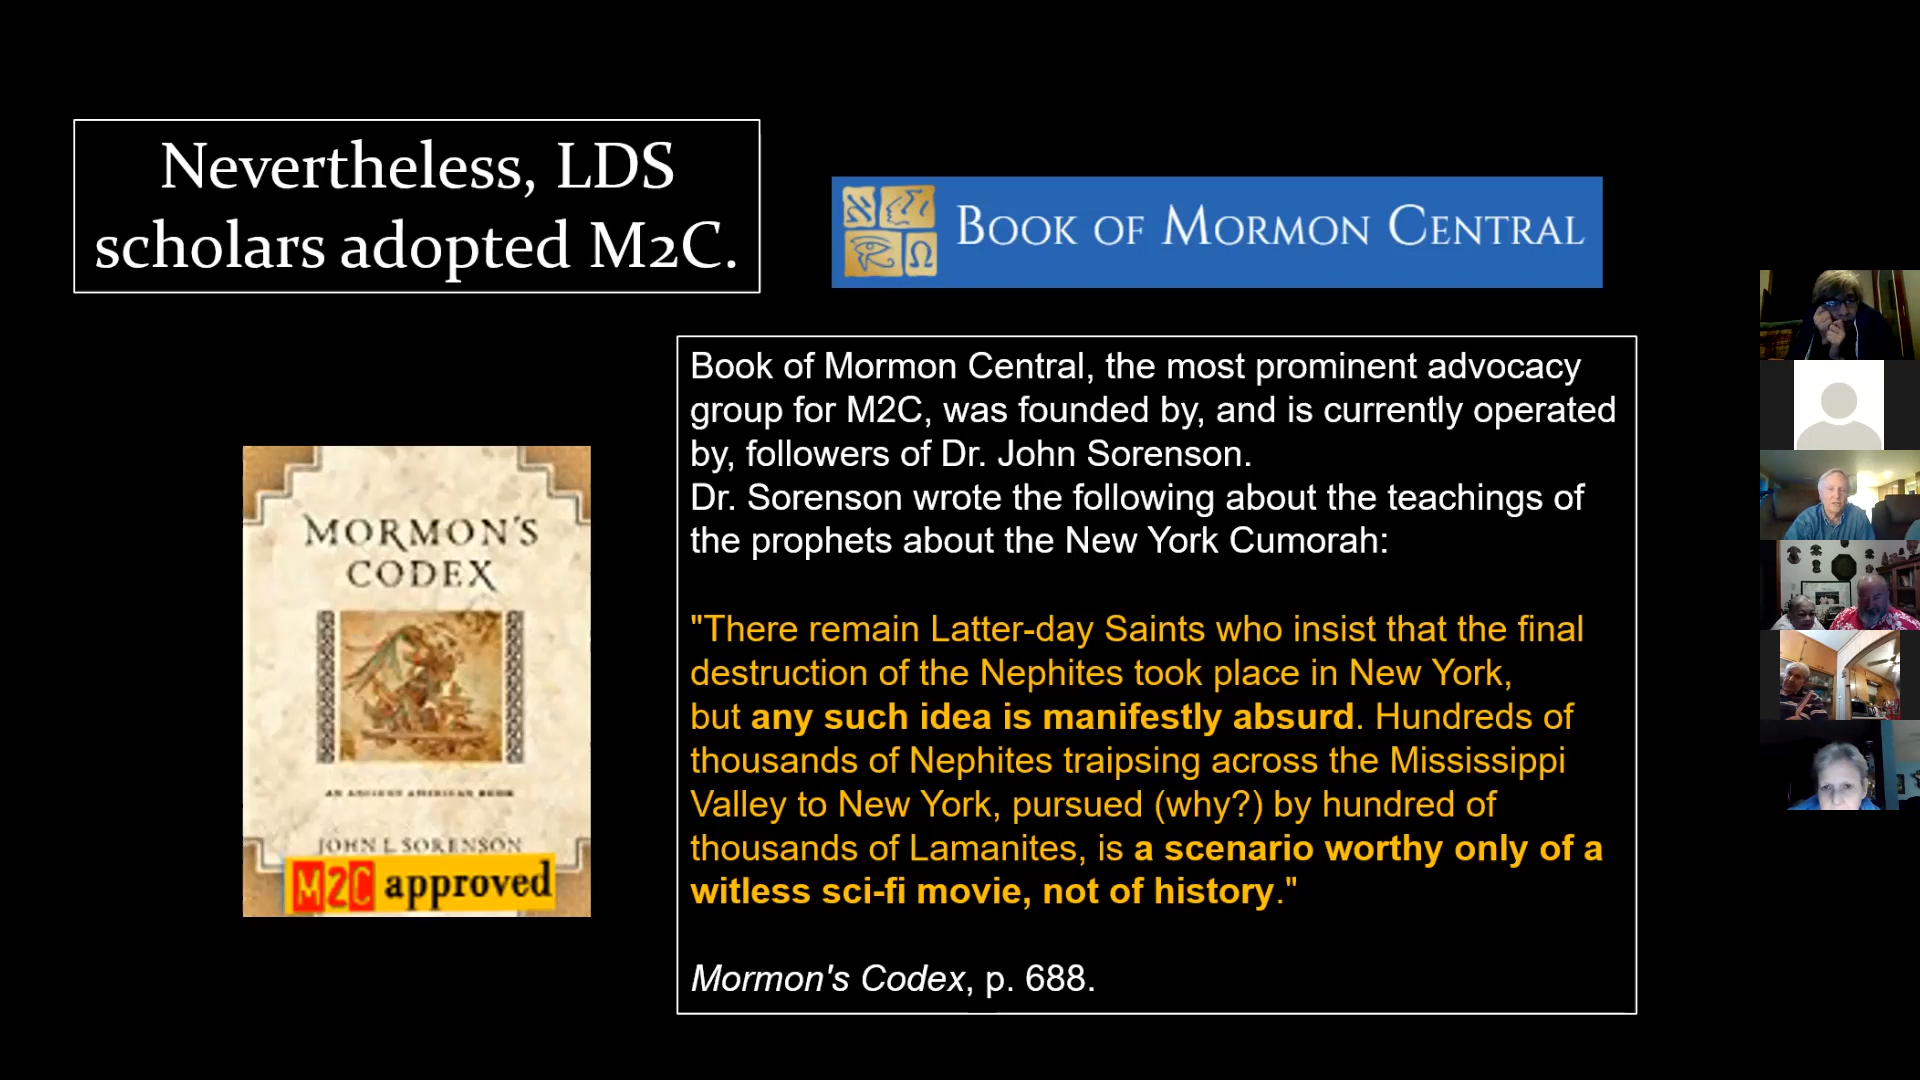 Nevertheless, LDS
scholars adopted M2C.
BOOK OF MORMON CENTRAL
Book of Mormon Central, the most prominent advocacy
group for M2C, was founded by, and is currently operated
by, followers of Dr. John Sorenson.
Dr. Sorenson wrote the following about the teachings of
the prophets about the New York Cumorah:
"There remain Latter-day Saints who insist that the final
destruction of the Nephites took place in New York,
but any such idea is manifestly absurd. Hundreds of
thousands of Nephites traipsing across the Mississippi
Valley to New York, pursued (why?) by hundred of
thousands of Lamanites, is a scenario worthy only of a
witless sci-fi movie, not of history."
Mormon's Codex, p. 688.
MORMON'S
CODEX
AN ANCIENT AMERICAN BOOK
JOHN L. SORENSON
M2C approved